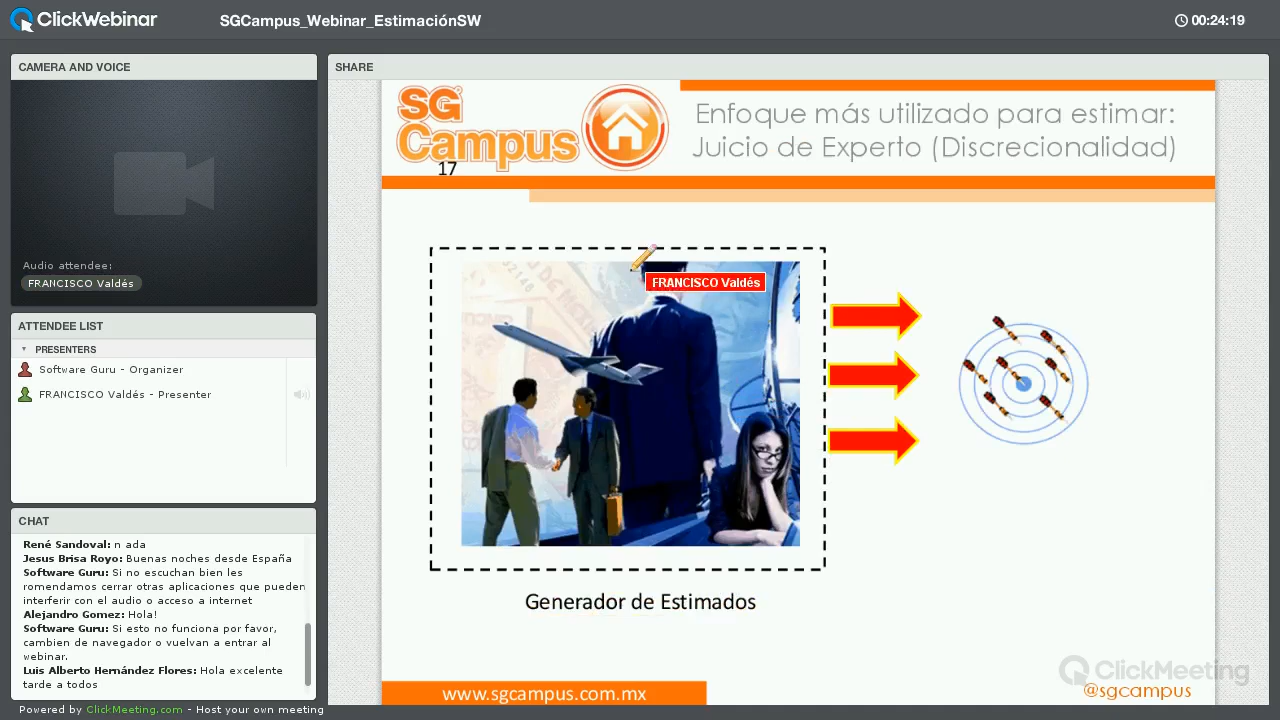 ClickWebinar
SGCampus_Webinar_EstimaciónSW
00:24:19
CAMERA AND VOICE
Audio attendee:
FRANCISCO Valdés
ATTENDEE LIST
PRESENTERS
Software Guru - Organizer
FRANCISCO Valdés - Presenter
CHAT
René Sandoval: n ada
Jesus Brisa Royo: Buenas noches desde España
Software Guru: Si no escuchan bien les
romendamos cerrar otras aplicaciones que pueden
interferir con el audio o acceso a internet
Alejandro Gomez: Hola!
Software Guru: Si esto no funciona por favor,
cambien de navegador o vuelvan a entrar al
webinar.
Luis Alberto Hernández Flores: Hola excelente
tarde a todos
Powered by ClickMeeting.com - Host your own meeting
SHARE
SG
Campus
17
Enfoque más utilizado para estimar:
Juicio de Experto (Discrecionalidad)
FRANCISCO Valdés
Generador de Estimados
www.sgcampus.com.mx
ClickMeeting
@sgcampus